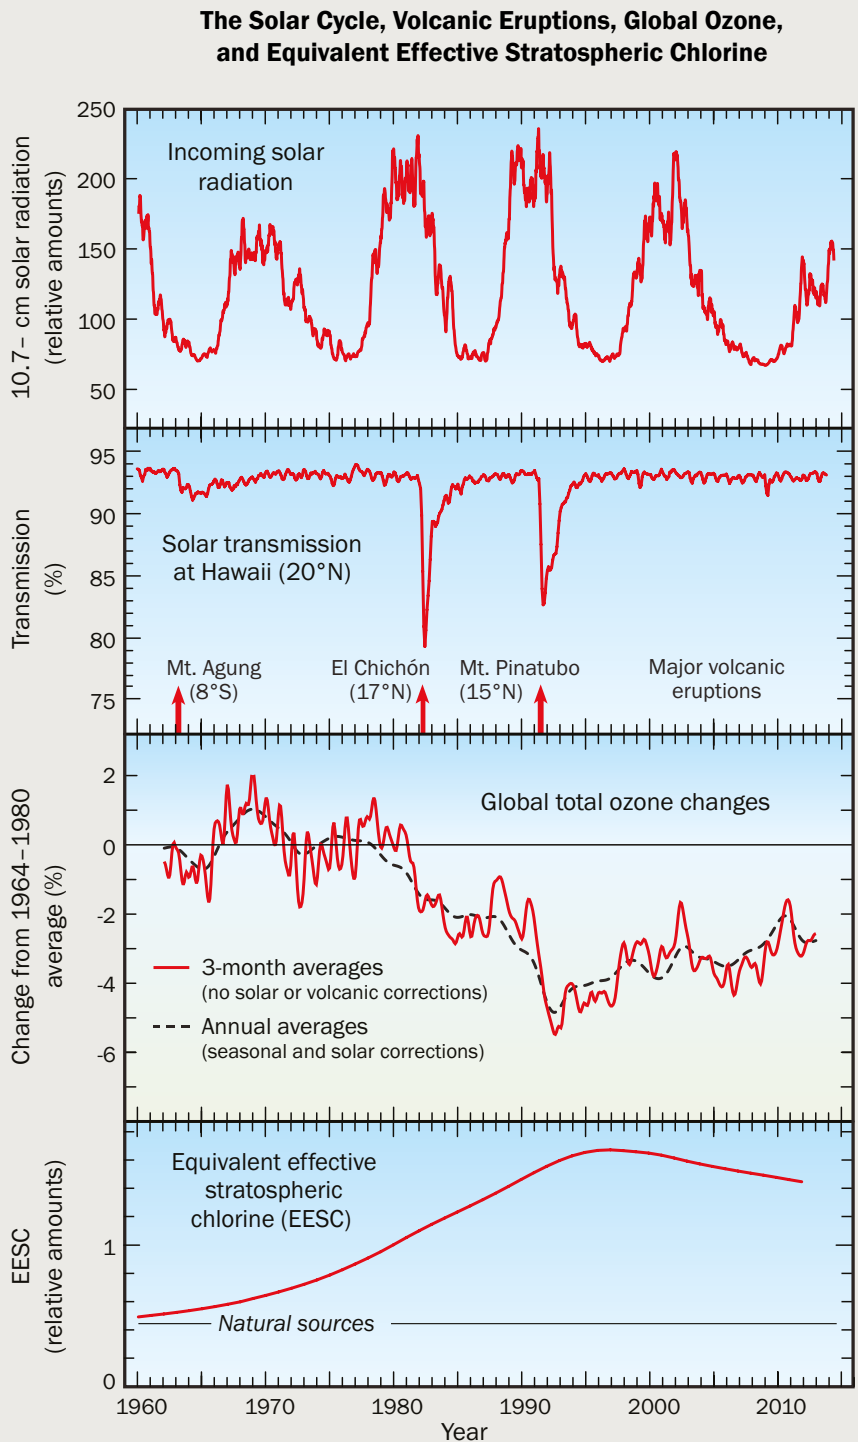 The Solar Cycle, Volcanic Eruptions, Global Ozone,
and Equivalent Effective Stratospheric Chlorine
10.7– cm solar radiation
(relative amounts)
250
200
150
100
50
Incoming solar
radiation
Transmission
(%)
95
90
85
80
75
Solar transmission
at Hawaii (20°N)
Mt. Agung
(8°S)
El Chichón
(17°N)
Mt. Pinatubo
(15°N)
Major volcanic
eruptions
Change from 1964–1980
average (%)
2
0
-2
-4
-6
Global total ozone changes
3-month averages
(no solar or volcanic corrections)
Annual averages
(seasonal and solar corrections)
EESC
(relative amounts)
1
0
Equivalent effective
stratospheric
chlorine (EESC)
Natural sources
1960 1970 1980 1990 2000 2010
Year